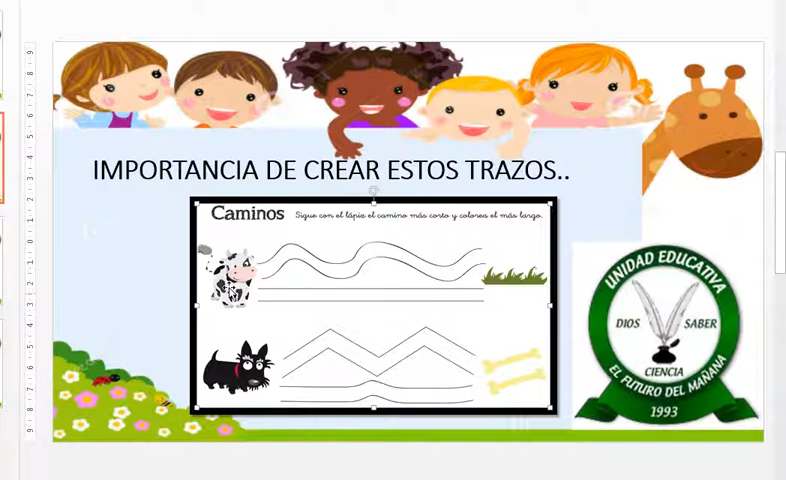 IMPORTANCIA DE CREAR ESTOS TRAZOS..
Caminos Sigue con el lápiz el camino más corto y colorea el más largo.
UNIDAD EDUCATIVA
DIOS SABER
CIENCIA
EL FUTURO DEL MAÑANA
1993